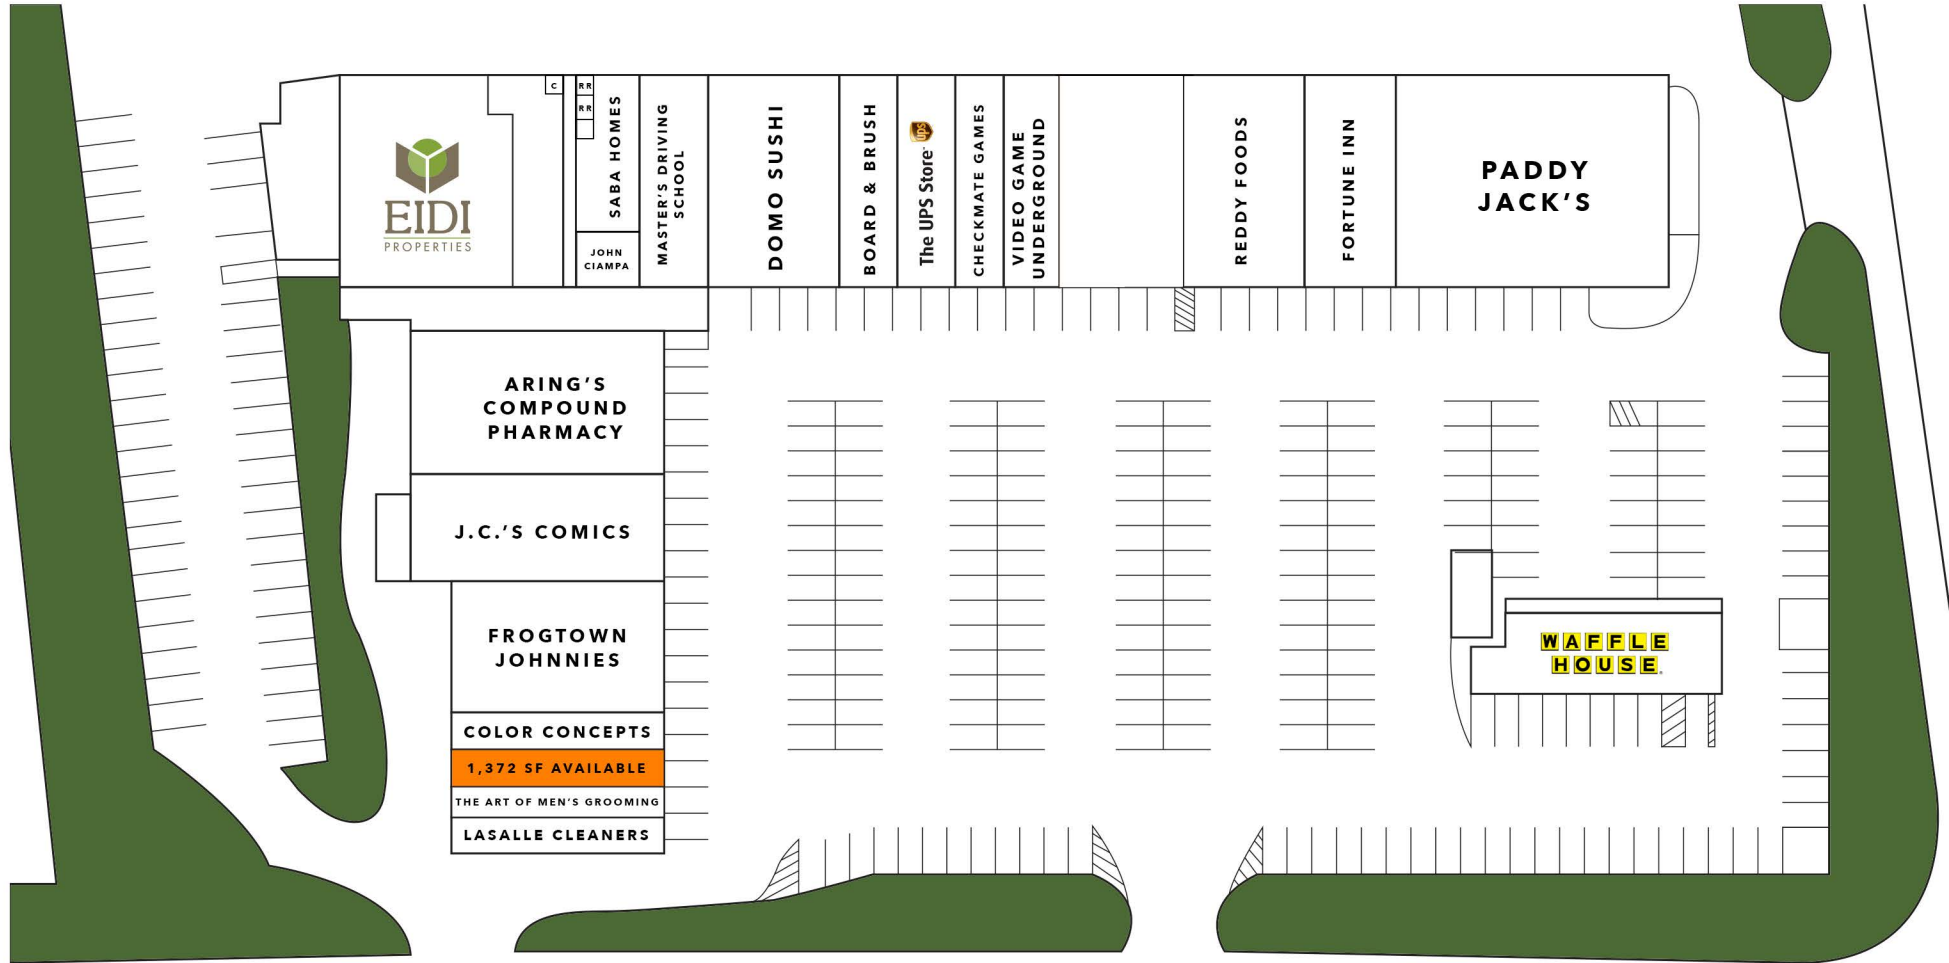 C
RR
RR
EIDI
PROPERTIES
SABA HOMES
JOHN
CIAMPA
MASTER'S DRIVING
SCHOOL
DOMO SUSHI
BOARD & BRUSH
ups
The UPS Store
CHECKMATE GAMES
VIDEO GAME
UNDERGROUND
REDDY FOODS
FORTUNE INN
PADDY
JACK'S
ARING'S
COMPOUND
PHARMACY
J.C.'S COMICS
FROGTOWN
JOHNNIES
COLOR CONCEPTS
1,372 SF AVAILABLE
THE ART OF MEN'S GROOMING
LASALLE CLEANERS
WAFFLE
HOUSE